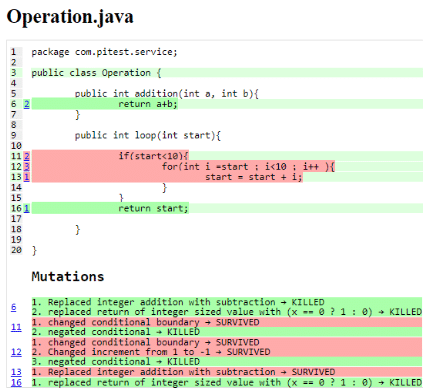 Operation.java
1 package com.pitest.service;
2
3 public class Operation {
4
5 public int addition(int a, int b){
6 2 return a+b;
7 }
8
9 public int loop(int start){
10
11 2 if(start<10){
12 3 for(int i =start ; i<10 ; i++ ){
13 1 start = start + i;
14 }
15 }
16 1 return start;
17
18 }
19
20 }
Mutations
6 1. Replaced integer addition with subtraction → KILLED
2. replaced return of integer sized value with (x == 0 ? 1 : 0) → KILLED
11 1. changed conditional boundary → SURVIVED
2. negated conditional → KILLED
12 1. changed conditional boundary → SURVIVED
2. Changed increment from 1 to -1 → SURVIVED
3. negated conditional → KILLED
13 1. Replaced integer addition with subtraction → SURVIVED
16 1. replaced return of integer sized value with (x == 0 ? 1 : 0) → KILLED